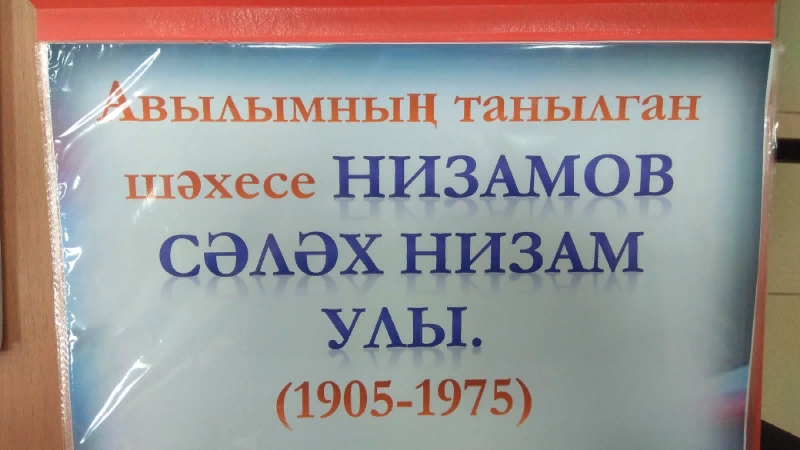 Авылымның танылган
шәхесе НИЗАМОВ
СӘЛӘХ НИЗАМ
УЛЫ.
(1905-1975)